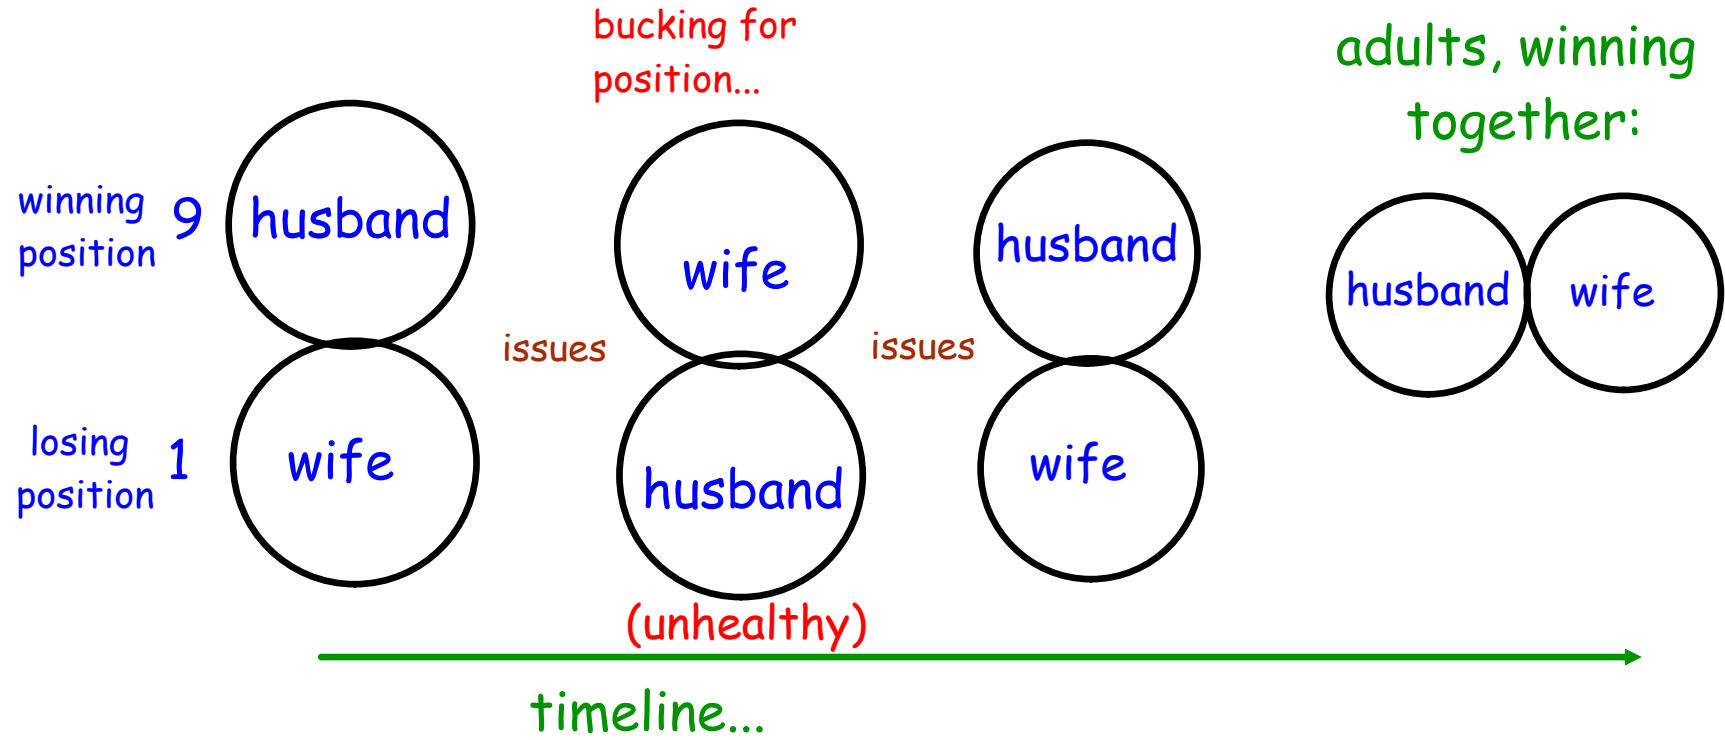 bucking for
position...
adults, winning
together:
winning
position
9
husband
wife
husband
husband
wife
issues
issues
losing
position
1
wife
husband
wife
(unhealthy)
timeline...